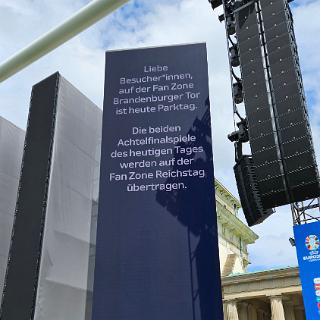 Liebe
Besucher*innen,
auf der Fan Zone
Brandenburger Tor
ist heute Parktag.
Die beiden
Achtelfinalspiele
des heutigen Tages
werden auf der
Fan Zone Reichstag
übertragen.